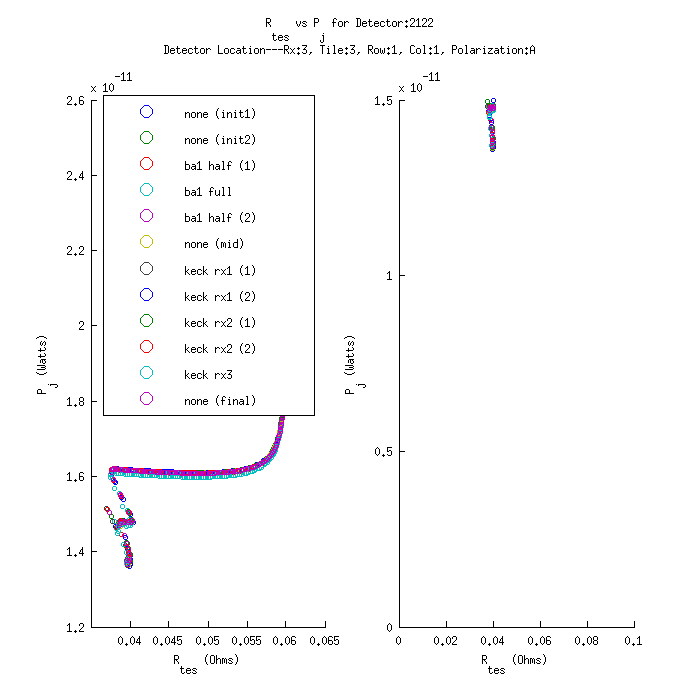 R tes vs P j for Detector:2122
Detector Location---Rx:3, Tile:3, Row:1, Col:1, Polarization:A
x 10^-11
2.6
2.4
2.2
2
1.8
1.6
1.4
1.2
P j (Watts)
none (init1)
none (init2)
ba1 half (1)
ba1 full
ba1 half (2)
none (mid)
keck rx1 (1)
keck rx1 (2)
keck rx2 (1)
keck rx2 (2)
keck rx3
none (final)
0.04 0.045 0.05 0.055 0.06 0.065
R tes (Ohms)
x 10^-11
1.5
1
0.5
0
P j (Watts)
0 0.02 0.04 0.06 0.08 0.1
R tes (Ohms)